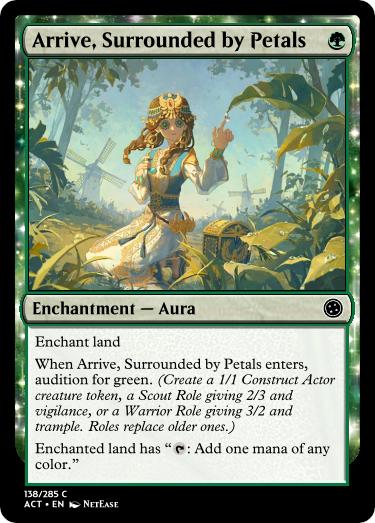 Arrive, Surrounded by Petals
Enchantment — Aura
Enchant land
When Arrive, Surrounded by Petals enters,
audition for green. (Create a 1/1 Construct Actor
creature token, a Scout Role giving 2/3 and
vigilance, or a Warrior Role giving 3/2 and
trample. Roles replace older ones.)
Enchanted land has “: Add one mana of any
color.”
138/285 C
ACT • EN NetEase